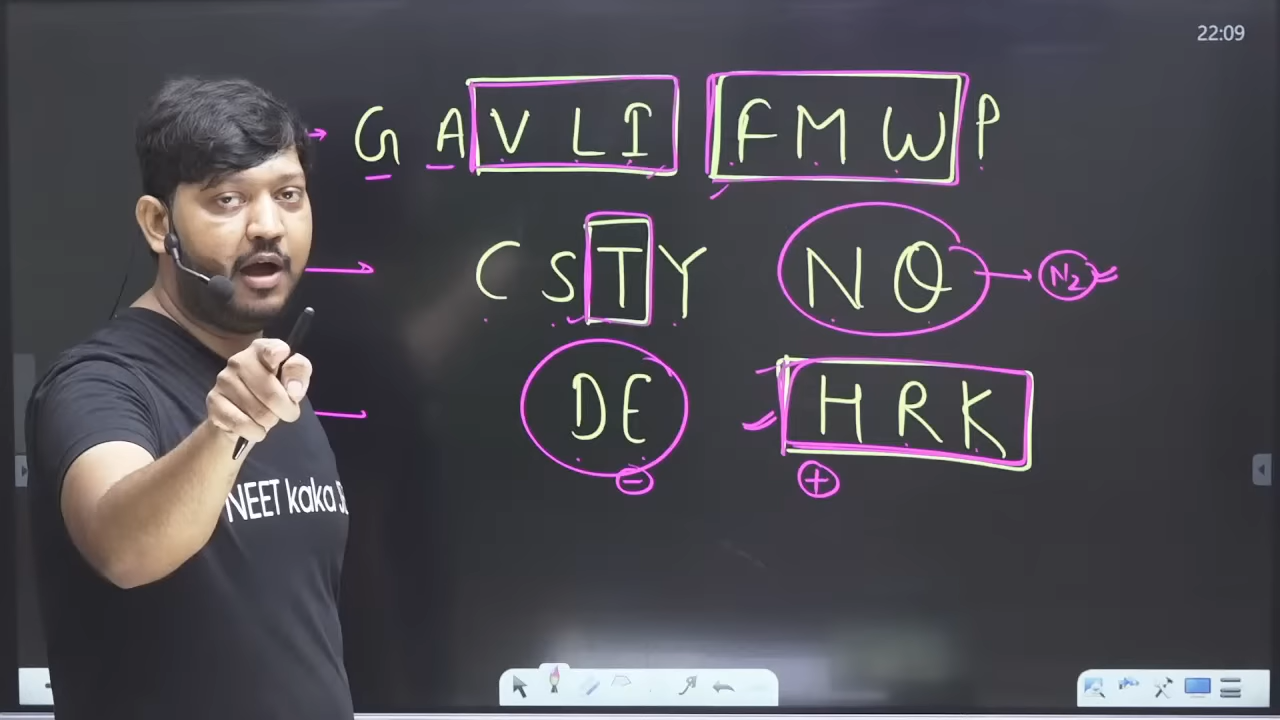 22:09
G A V L I F M W P
C S T Y N Q → N₂
D E H R K
⊖ ⊕
NEET kaka